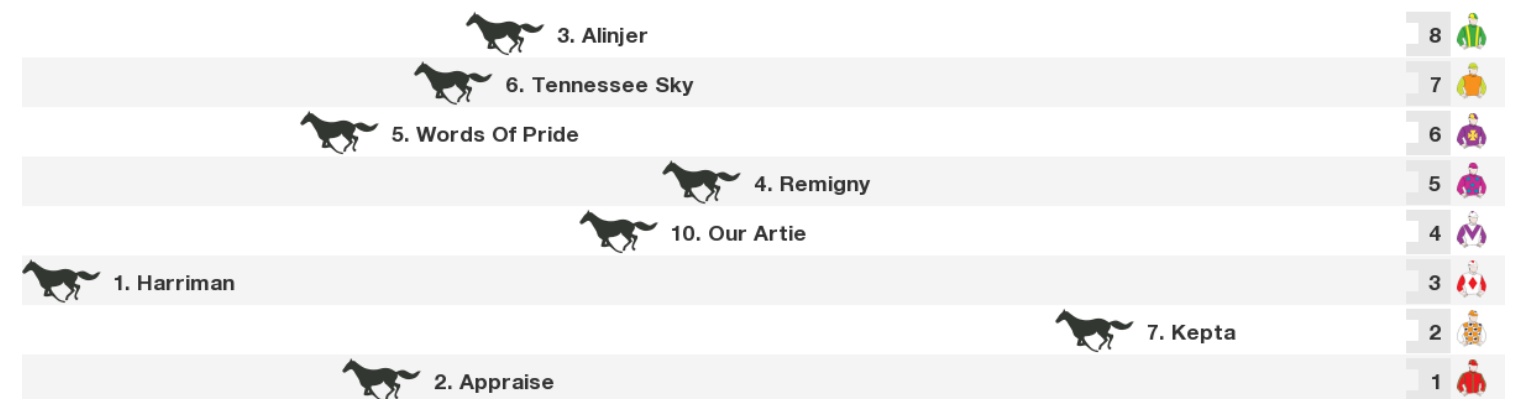 3. Alinjer 8
6. Tennessee Sky 7
5. Words Of Pride 6
4. Remigny 5
10. Our Artie 4
1. Harriman 3
7. Kepta 2
2. Appraise 1